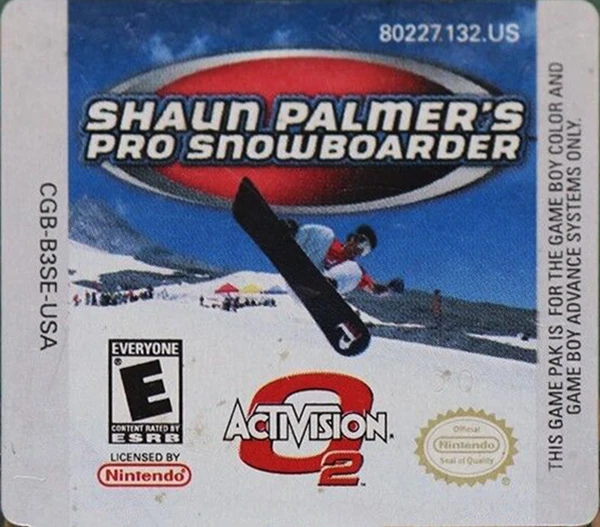 80227.132.US
SHAUN PALMER'S
PRO SNOWBOARDER
CGB-B3SE-USA
THIS GAME PAK IS FOR THE GAME BOY COLOR AND
GAME BOY ADVANCE SYSTEMS ONLY.
EVERYONE
E
CONTENT RATED BY
ESRB
LICENSED BY
Nintendo
ACTIVISION.
O2
Official
Nintendo
Seal of Quality